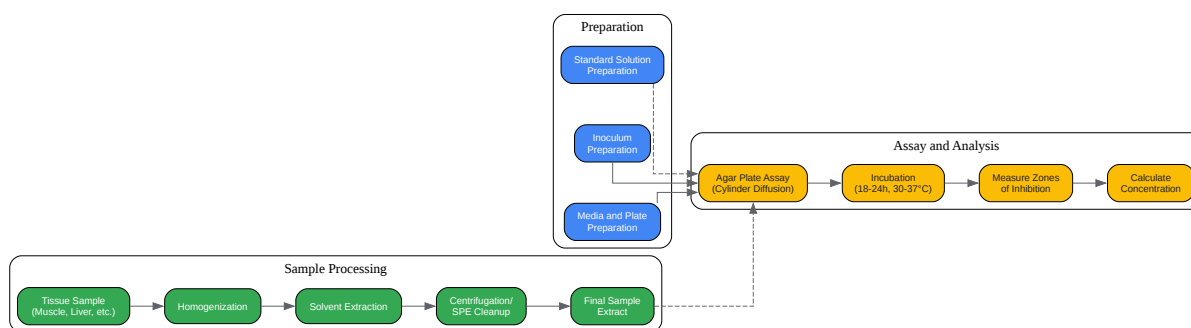 Preparation
Standard Solution
Preparation
Inoculum
Preparation
Media and Plate
Preparation
Assay and Analysis
Agar Plate Assay
(Cylinder Diffusion)
Incubation
(18-24h, 30-37°C)
Measure Zones
of Inhibition
Calculate
Concentration
Sample Processing
Tissue Sample
(Muscle, Liver, etc.)
Homogenization
Solvent Extraction
Centrifugation/
SPE Cleanup
Final Sample
Extract